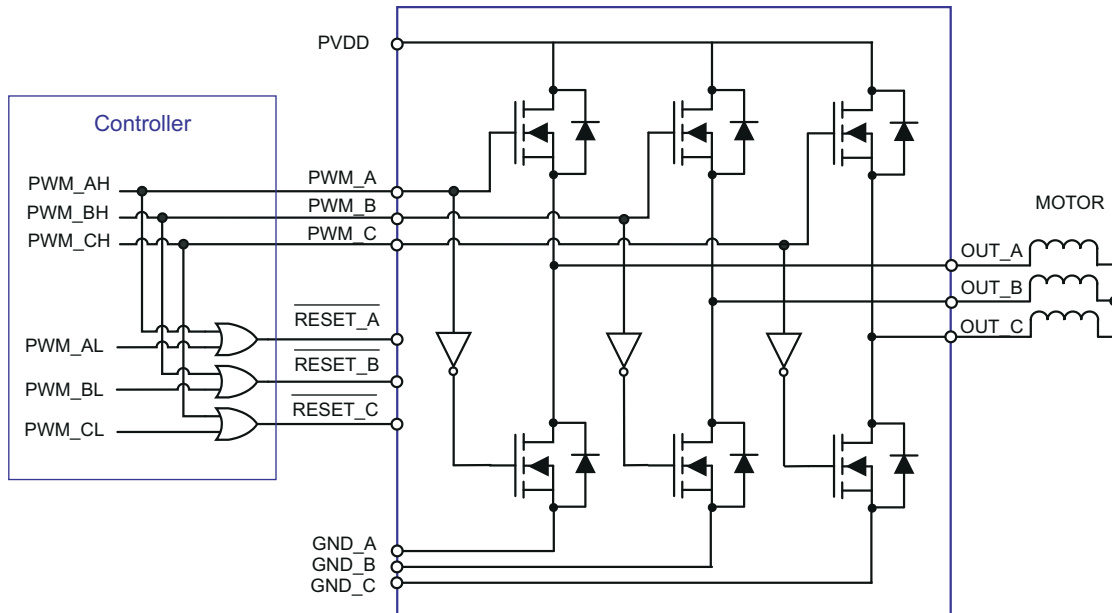 PVDD
Controller
PWM_AH
PWM_BH
PWM_CH
PWM_A
PWM_B
PWM_C
MOTOR
OUT_A
OUT_B
OUT_C
RESET_A
RESET_B
RESET_C
PWM_AL
PWM_BL
PWM_CL
GND_A
GND_B
GND_C